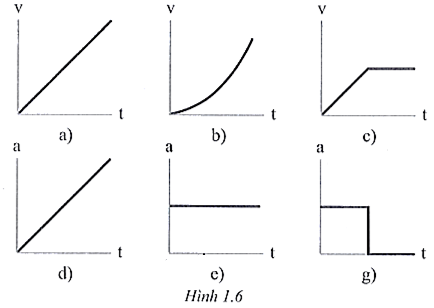 v v v
t t t
a) b) c)
a a a
t t t
d) e) g)
Hình 1.6